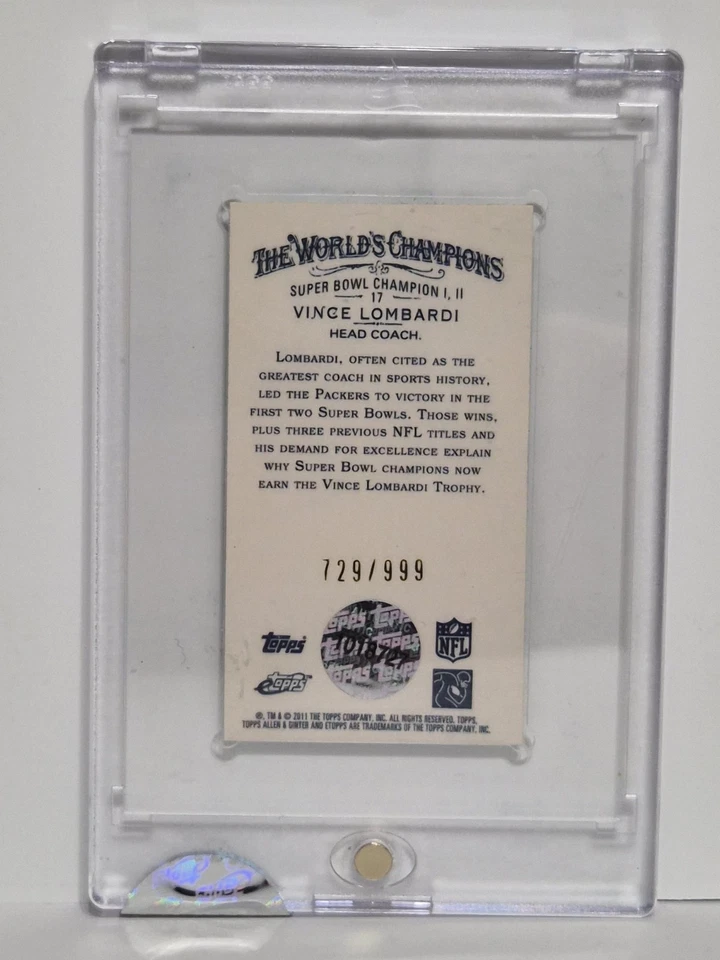 THE WORLD'S CHAMPIONS
SUPER BOWL CHAMPION I, II
17
VINCE LOMBARDI
HEAD COACH.
LOMBARDI, OFTEN CITED AS THE
GREATEST COACH IN SPORTS HISTORY,
LED THE PACKERS TO VICTORY IN THE
FIRST TWO SUPER BOWLS. THOSE WINS,
PLUS THREE PREVIOUS NFL TITLES AND
HIS DEMAND FOR EXCELLENCE EXPLAIN
WHY SUPER BOWL CHAMPIONS NOW
EARN THE VINCE LOMBARDI TROPHY.
729/999
Topps
NFL
eTopps
®, TM & © 2011 THE TOPPS COMPANY, INC. ALL RIGHTS RESERVED. TOPPS,
TOPPS ALLEN & GINTER AND ETOPPS ARE TRADEMARKS OF THE TOPPS COMPANY, INC.